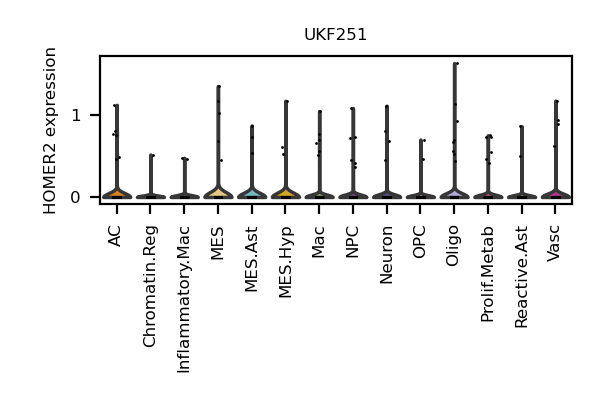 UKF251
HOMER2 expression
1
0
AC
Chromatin.Reg
Inflammatory.Mac
MES
MES.Ast
MES.Hyp
Mac
NPC
Neuron
OPC
Oligo
Prolif.Metab
Reactive.Ast
Vasc